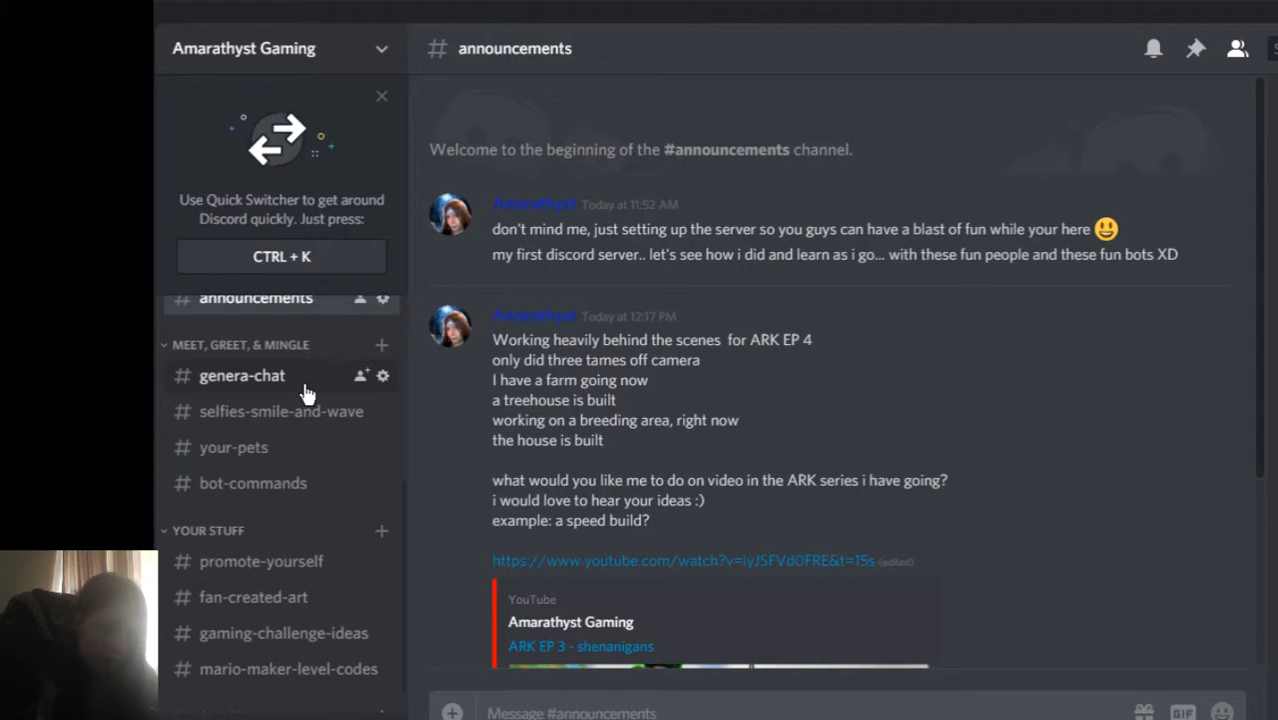 Amarathyst Gaming
Use Quick Switcher to get around
Discord quickly. Just press:
CTRL + K
# announcements
MEET, GREET, & MINGLE
# genera-chat
# selfies-smile-and-wave
# your-pets
# bot-commands
YOUR STUFF
# promote-yourself
# fan-created-art
# gaming-challenge-ideas
# mario-maker-level-codes
# announcements
Welcome to the beginning of the #announcements channel.
Amarathyst Today at 11:52 AM
don't mind me, just setting up the server so you guys can have a blast of fun while your here 😃
my first discord server.. let's see how i did and learn as i go... with these fun people and these fun bots XD
Amarathyst Today at 12:17 PM
Working heavily behind the scenes for ARK EP 4
only did three tames off camera
I have a farm going now
a treehouse is built
working on a breeding area, right now
the house is built
what would you like me to do on video in the ARK series i have going?
i would love to hear your ideas :)
example: a speed build?
https://www.youtube.com/watch?v=iyJSFVd0FRE&t=15s (edited)
YouTube
Amarathyst Gaming
ARK EP 3 - shenanigans
Message #announcements
GIF